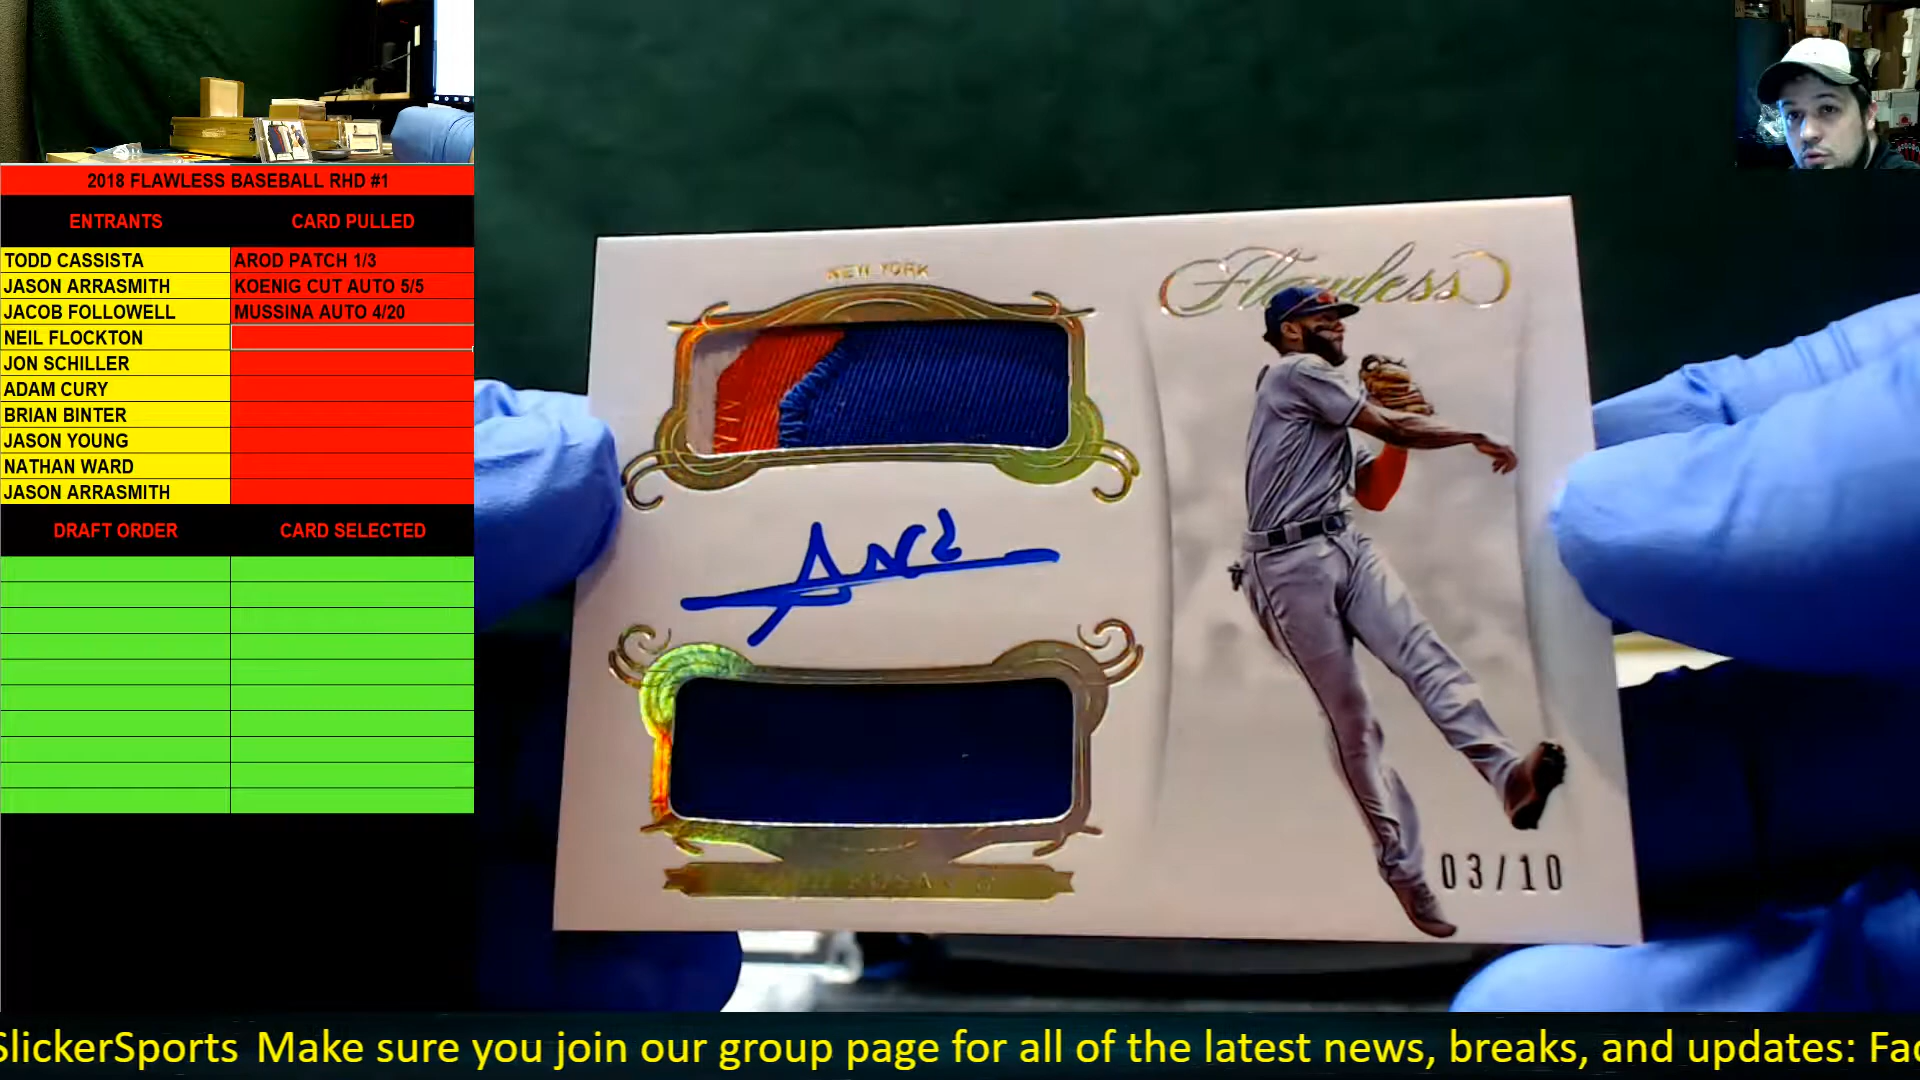 2018 FLAWLESS BASEBALL RHD #1
ENTRANTS CARD PULLED
TODD CASSISTA AROD PATCH 1/3
JASON ARRASMITH KOENIG CUT AUTO 5/5
JACOB FOLLOWELL MUSSINA AUTO 4/20
NEIL FLOCKTON
JON SCHILLER
ADAM CURY
BRIAN BINTER
JASON YOUNG
NATHAN WARD
JASON ARRASMITH
DRAFT ORDER CARD SELECTED
NEW YORK
Flawless
03/10
SlickerSports Make sure you join our group page for all of the latest news, breaks, and updates: Fac